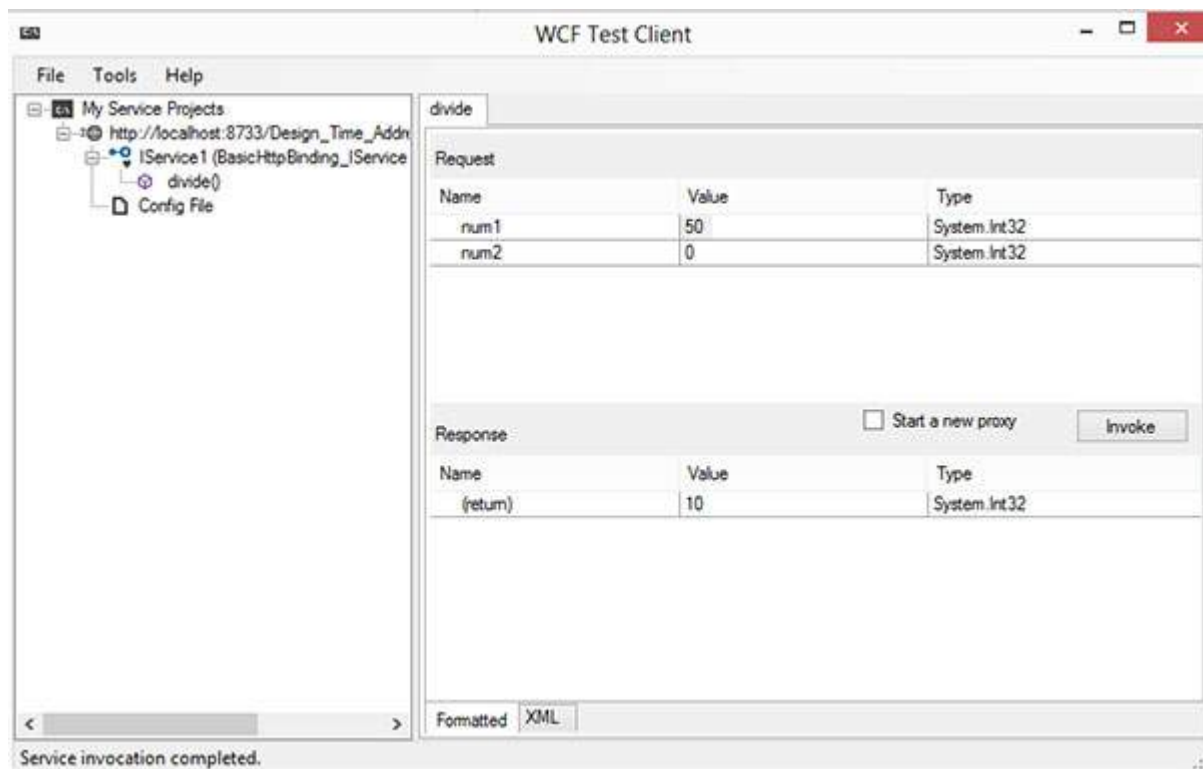 WCF Test Client
File Tools Help
My Service Projects
http://localhost:8733/Design_Time_Addre
IService1 (BasicHttpBinding_IService
divide()
Config File
divide
Request
Name Value Type
num1 50 System.Int32
num2 0 System.Int32
Response Start a new proxy Invoke
Name Value Type
(return) 10 System.Int32
Formatted XML
Service invocation completed.